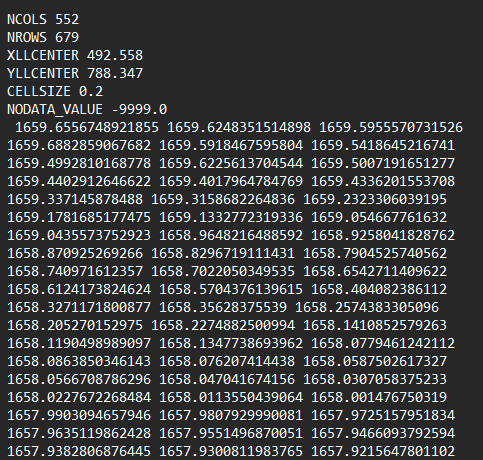 NCOLS 552
NROWS 679
XLLCENTER 492.558
YLLCENTER 788.347
CELLSIZE 0.2
NODATA_VALUE -9999.0
1659.6556748921855 1659.6248351514898 1659.5955570731526
1659.6882859067682 1659.5918467595804 1659.5418645216741
1659.4992810168778 1659.6225613704544 1659.5007191651277
1659.4402912646622 1659.4017964784769 1659.4336201553708
1659.337145878488 1659.3158682264836 1659.2323306039195
1659.1781685177475 1659.1332772319336 1659.054667761632
1659.0435573752923 1658.9648216488592 1658.9258041828762
1658.870925269266 1658.8296719111431 1658.7904525740562
1658.740971612357 1658.7022050349535 1658.6542711409622
1658.6124173824624 1658.5704376139615 1658.404082386112
1658.3271171800877 1658.35628375539 1658.2574383305096
1658.205270152975 1658.2274882500994 1658.1410852579263
1658.1190498989097 1658.1347738693962 1658.0779461242112
1658.0863850346143 1658.076207414438 1658.0587502617327
1658.0566708786296 1658.047041674156 1658.0307058375233
1658.0227672268484 1658.0113550439064 1658.001476750319
1657.9903094657946 1657.9807929990081 1657.9725157951834
1657.9635119862428 1657.9551496870051 1657.9466093792594
1657.9382806876445 1657.9300811983765 1657.9215647801102